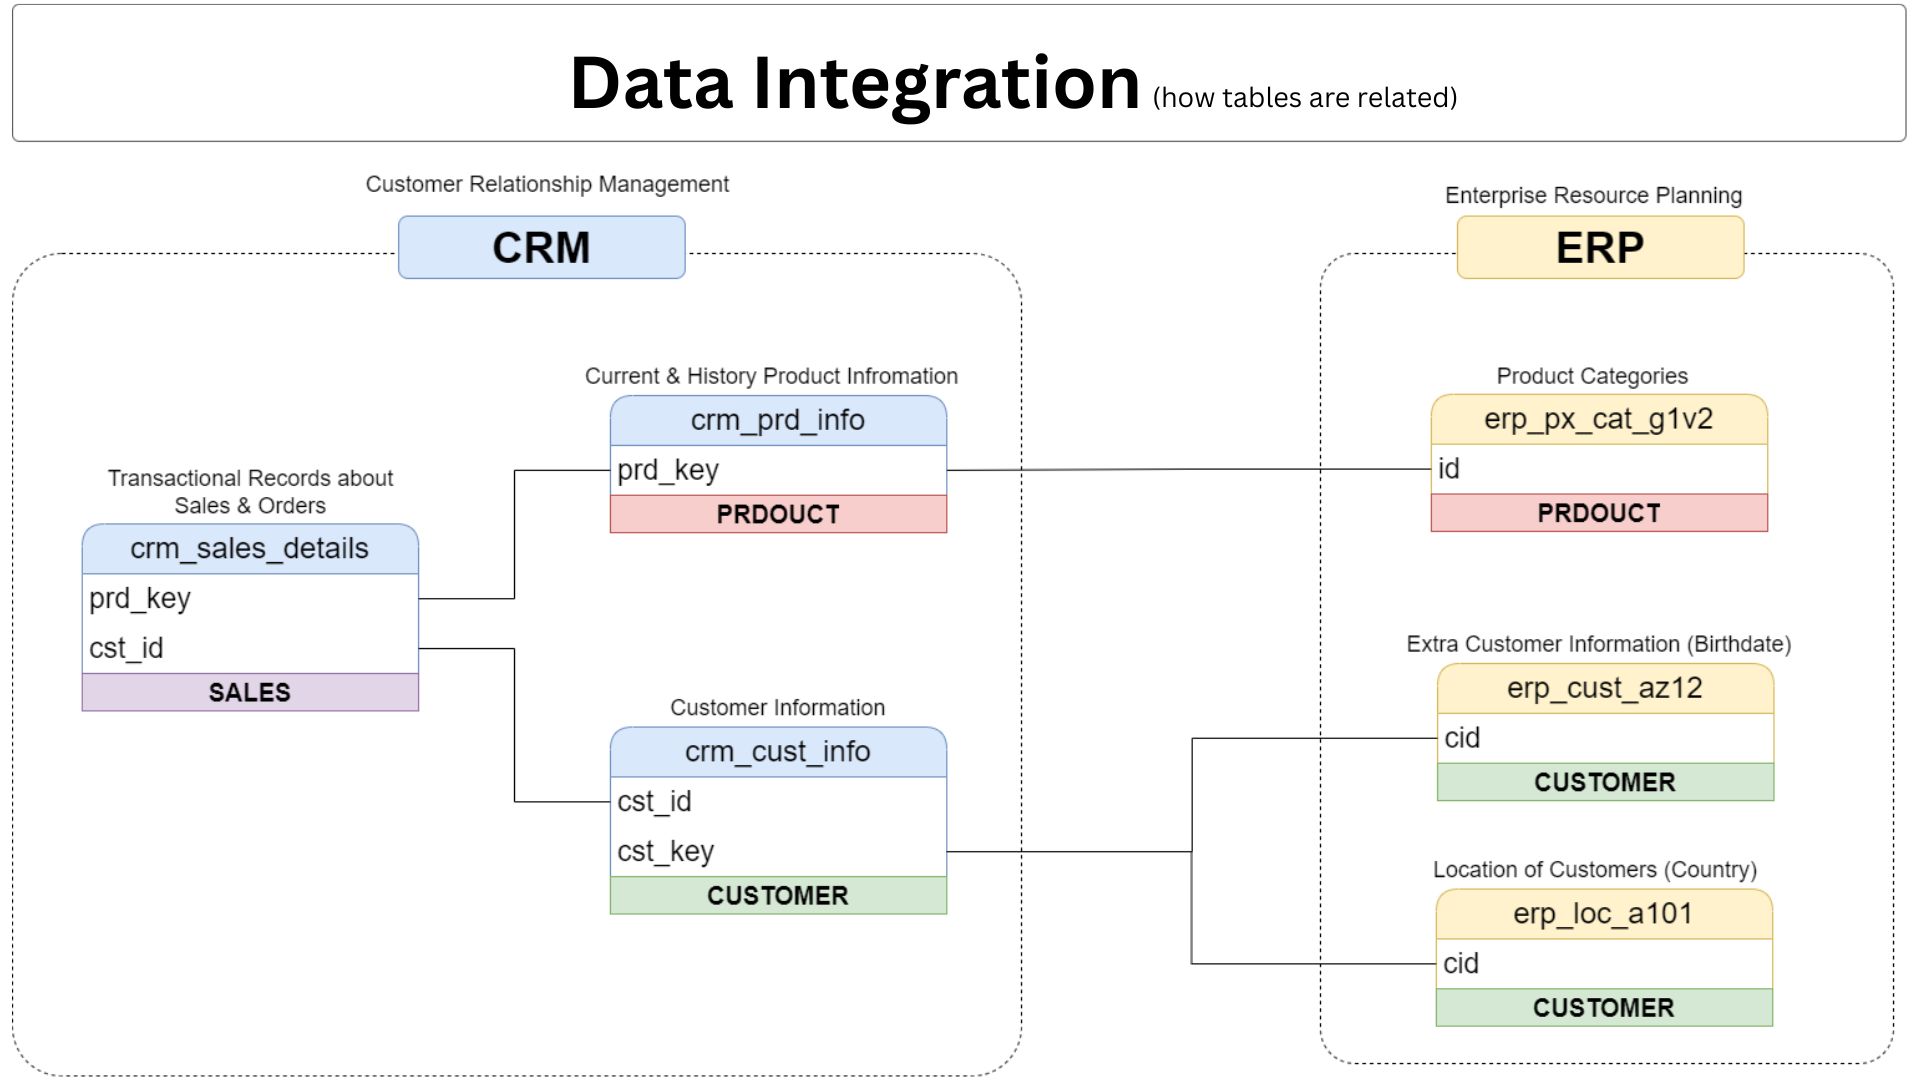 Data Integration (how tables are related)
Customer Relationship Management
CRM
Current & History Product Infromation
crm_prd_info
prd_key
PRDOUCT
Transactional Records about
Sales & Orders
crm_sales_details
prd_key
cst_id
SALES
Customer Information
crm_cust_info
cst_id
cst_key
CUSTOMER
Enterprise Resource Planning
ERP
Product Categories
erp_px_cat_g1v2
id
PRDOUCT
Extra Customer Information (Birthdate)
erp_cust_az12
cid
CUSTOMER
Location of Customers (Country)
erp_loc_a101
cid
CUSTOMER